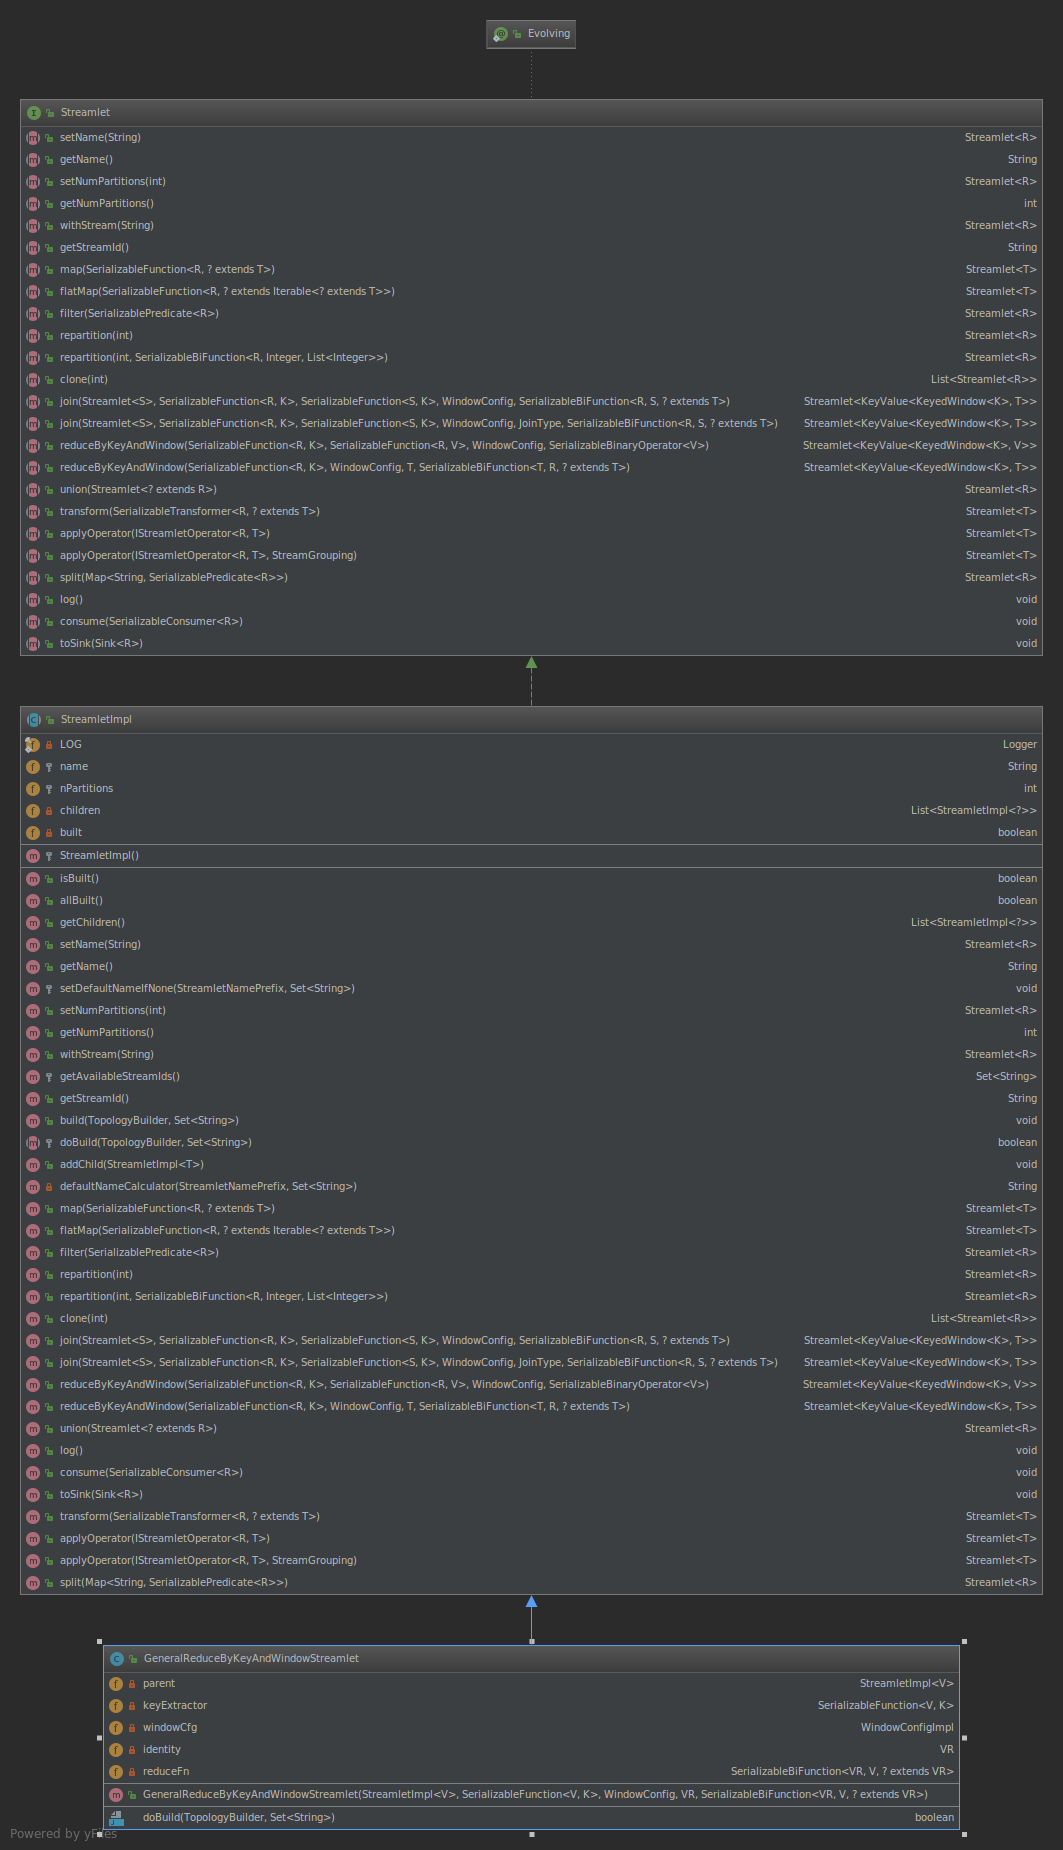 Evolving
Streamlet
setName(String) Streamlet<R>
getName() String
setNumPartitions(int) Streamlet<R>
getNumPartitions() int
withStream(String) Streamlet<R>
getStreamId() String
map(SerializableFunction<R, ? extends T>) Streamlet<T>
flatMap(SerializableFunction<R, ? extends Iterable<? extends T>>) Streamlet<T>
filter(SerializablePredicate<R>) Streamlet<R>
repartition(int) Streamlet<R>
repartition(int, SerializableBiFunction<R, Integer, List<Integer>>) Streamlet<R>
clone(int) List<Streamlet<R>>
join(Streamlet<S>, SerializableFunction<R, K>, SerializableFunction<S, K>, WindowConfig, SerializableBiFunction<R, S, ? extends T>) Streamlet<KeyValue<KeyedWindow<K>, T>>
join(Streamlet<S>, SerializableFunction<R, K>, SerializableFunction<S, K>, WindowConfig, JoinType, SerializableBiFunction<R, S, ? extends T>) Streamlet<KeyValue<KeyedWindow<K>, T>>
reduceByKeyAndWindow(SerializableFunction<R, K>, SerializableFunction<R, V>, WindowConfig, SerializableBinaryOperator<V>) Streamlet<KeyValue<KeyedWindow<K>, V>>
reduceByKeyAndWindow(SerializableFunction<R, K>, WindowConfig, T, SerializableBiFunction<T, R, ? extends T>) Streamlet<KeyValue<KeyedWindow<K>, T>>
union(Streamlet<? extends R>) Streamlet<R>
transform(SerializableTransformer<R, ? extends T>) Streamlet<T>
applyOperator(IStreamletOperator<R, T>) Streamlet<T>
applyOperator(IStreamletOperator<R, T>, StreamGrouping) Streamlet<T>
split(Map<String, SerializablePredicate<R>>) Streamlet<R>
log() void
consume(SerializableConsumer<R>) void
toSink(Sink<R>) void
StreamletImpl
LOG Logger
name String
nPartitions int
children List<StreamletImpl<?>>
built boolean
StreamletImpl()
isBuilt() boolean
allBuilt() boolean
getChildren() List<StreamletImpl<?>>
setName(String) Streamlet<R>
getName() String
setDefaultNameIfNone(StreamletNamePrefix, Set<String>) void
setNumPartitions(int) Streamlet<R>
getNumPartitions() int
withStream(String) Streamlet<R>
getAvailableStreamIds() Set<String>
getStreamId() String
build(TopologyBuilder, Set<String>) void
doBuild(TopologyBuilder, Set<String>) boolean
addChild(StreamletImpl<T>) void
defaultNameCalculator(StreamletNamePrefix, Set<String>) String
map(SerializableFunction<R, ? extends T>) Streamlet<T>
flatMap(SerializableFunction<R, ? extends Iterable<? extends T>>) Streamlet<T>
filter(SerializablePredicate<R>) Streamlet<R>
repartition(int) Streamlet<R>
repartition(int, SerializableBiFunction<R, Integer, List<Integer>>) Streamlet<R>
clone(int) List<Streamlet<R>>
join(Streamlet<S>, SerializableFunction<R, K>, SerializableFunction<S, K>, WindowConfig, SerializableBiFunction<R, S, ? extends T>) Streamlet<KeyValue<KeyedWindow<K>, T>>
join(Streamlet<S>, SerializableFunction<R, K>, SerializableFunction<S, K>, WindowConfig, JoinType, SerializableBiFunction<R, S, ? extends T>) Streamlet<KeyValue<KeyedWindow<K>, T>>
reduceByKeyAndWindow(SerializableFunction<R, K>, SerializableFunction<R, V>, WindowConfig, SerializableBinaryOperator<V>) Streamlet<KeyValue<KeyedWindow<K>, V>>
reduceByKeyAndWindow(SerializableFunction<R, K>, WindowConfig, T, SerializableBiFunction<T, R, ? extends T>) Streamlet<KeyValue<KeyedWindow<K>, T>>
union(Streamlet<? extends R>) Streamlet<R>
log() void
consume(SerializableConsumer<R>) void
toSink(Sink<R>) void
transform(SerializableTransformer<R, ? extends T>) Streamlet<T>
applyOperator(IStreamletOperator<R, T>) Streamlet<T>
applyOperator(IStreamletOperator<R, T>, StreamGrouping) Streamlet<T>
split(Map<String, SerializablePredicate<R>>) Streamlet<R>
GeneralReduceByKeyAndWindowStreamlet
parent StreamletImpl<V>
keyExtractor SerializableFunction<V, K>
windowCfg WindowConfigImpl
identity VR
reduceFn SerializableBiFunction<VR, V, ? extends VR>
GeneralReduceByKeyAndWindowStreamlet(StreamletImpl<V>, SerializableFunction<V, K>, WindowConfig, VR, SerializableBiFunction<VR, V, ? extends VR>)
doBuild(TopologyBuilder, Set<String>) boolean
Powered by yFiles